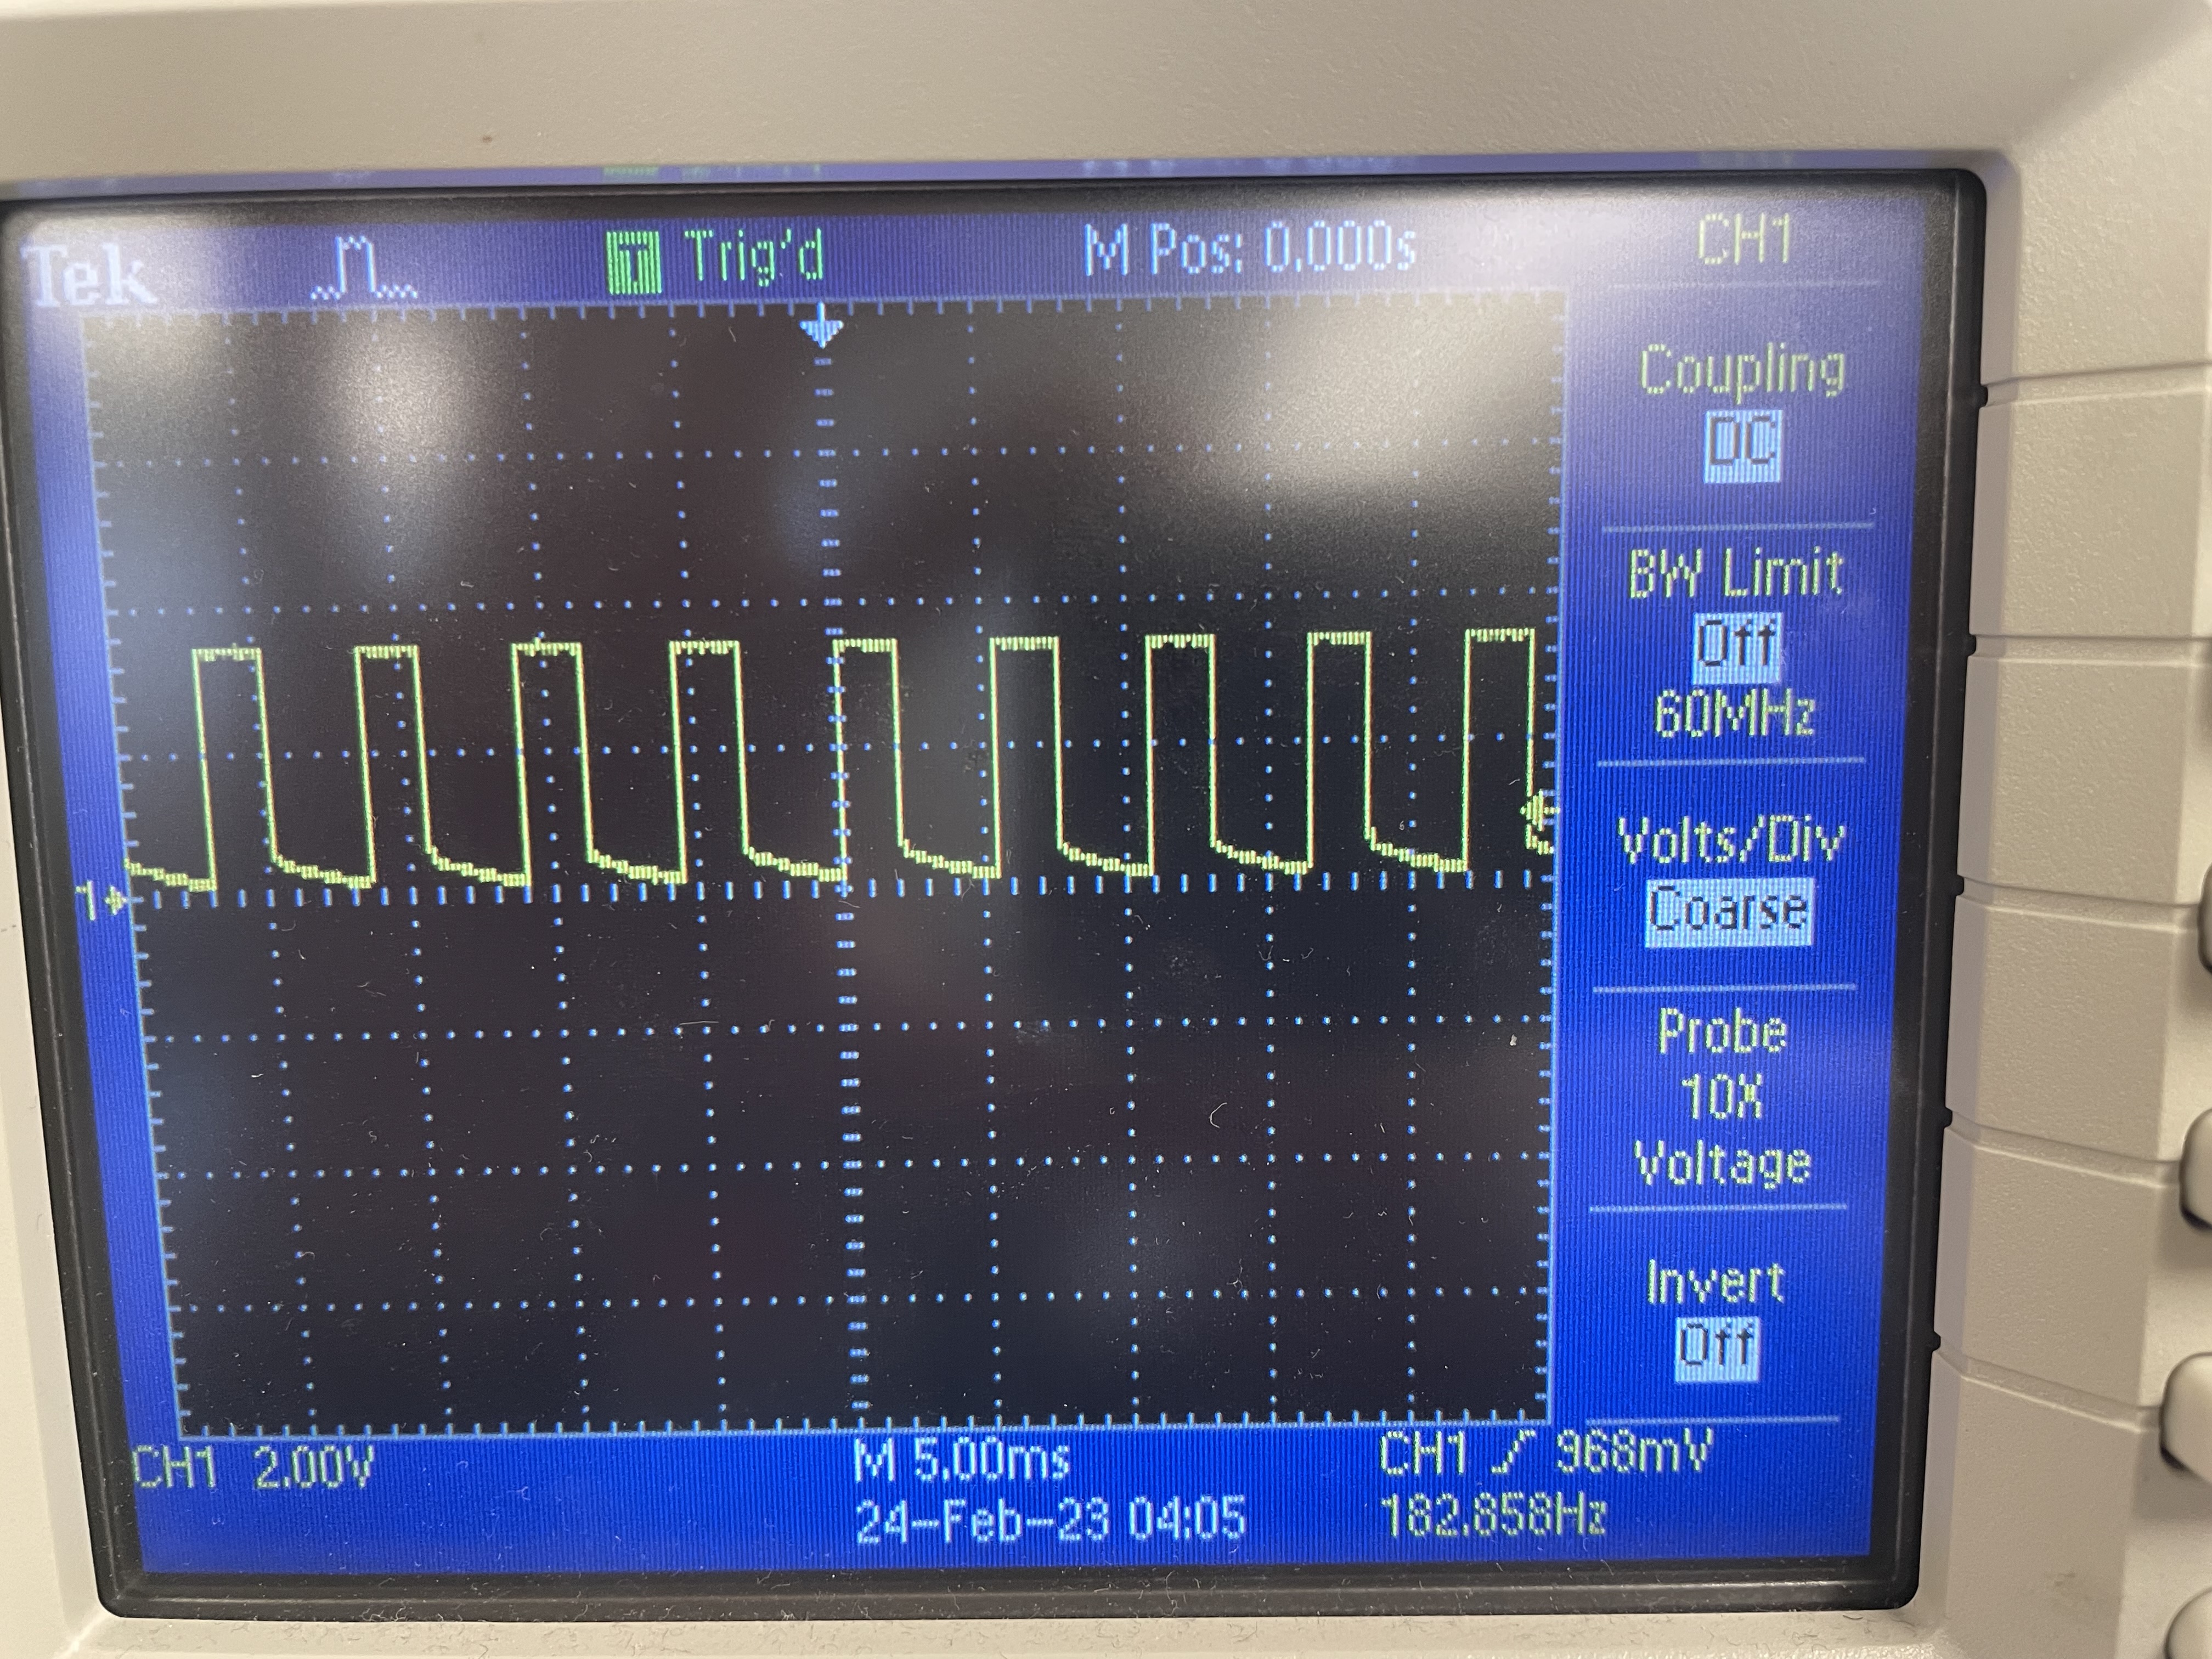 Tek T Trig'd M Pos: 0.000s CH1
Coupling
DC
BW Limit
Off
60MHz
Volts/Div
Coarse
Probe
10X
Voltage
Invert
Off
1
CH1 2.00V M 5.00ms CH1 968mV
24-Feb-23 04:05 182.858Hz